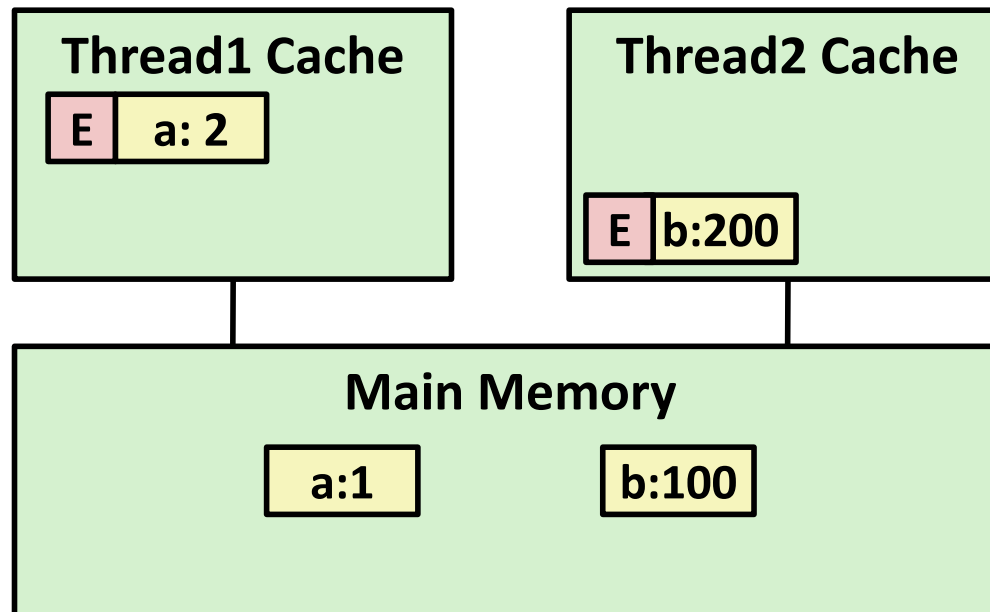 Thread1 Cache
E a: 2
Thread2 Cache
E b:200
Main Memory
a:1
b:100